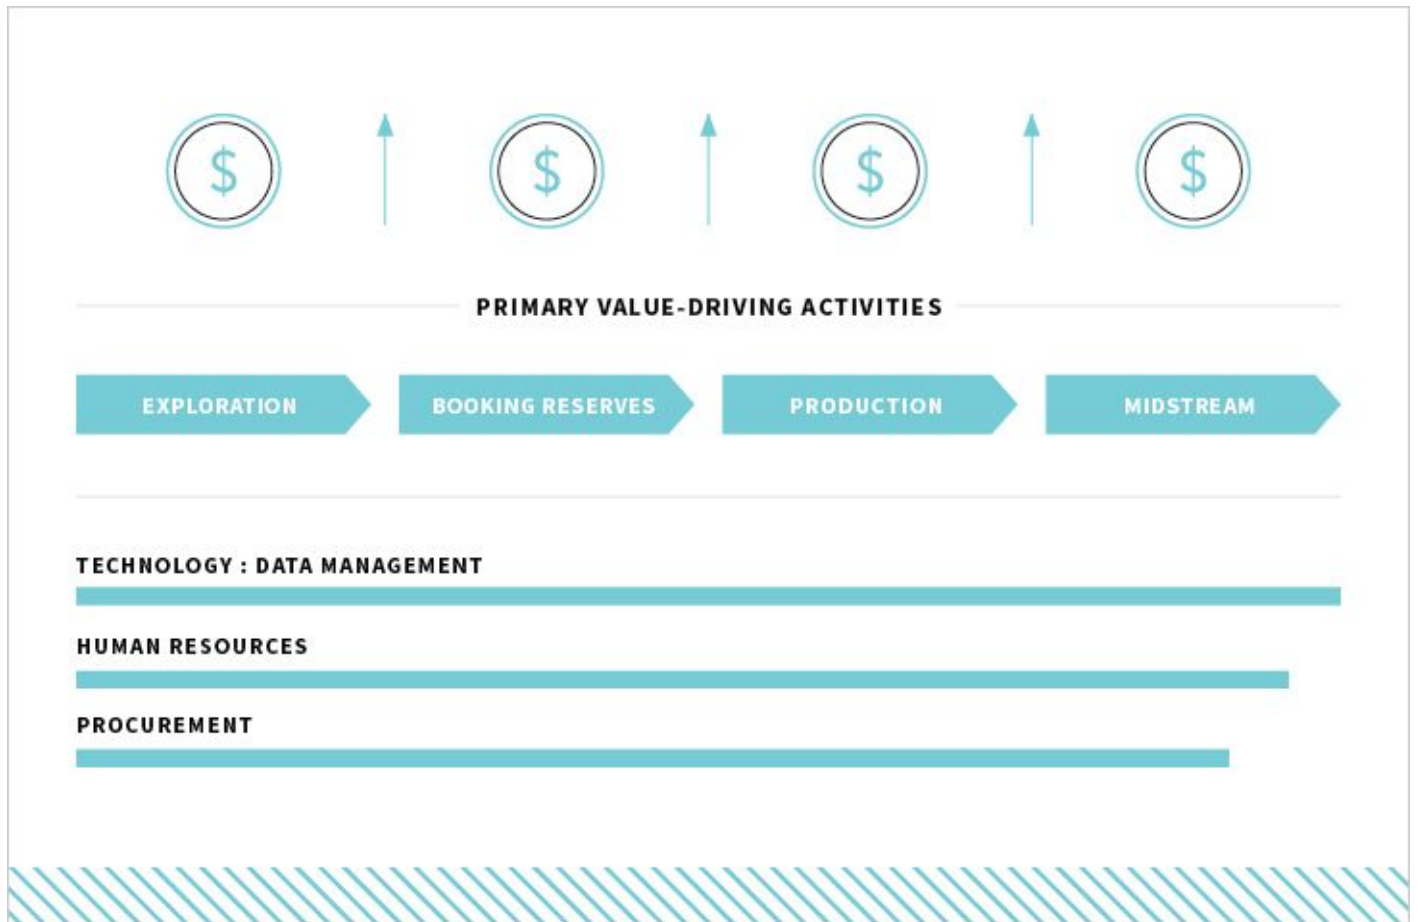 $ $ $ $
PRIMARY VALUE-DRIVING ACTIVITIES
EXPLORATION BOOKING RESERVES PRODUCTION MIDSTREAM
TECHNOLOGY : DATA MANAGEMENT
HUMAN RESOURCES
PROCUREMENT